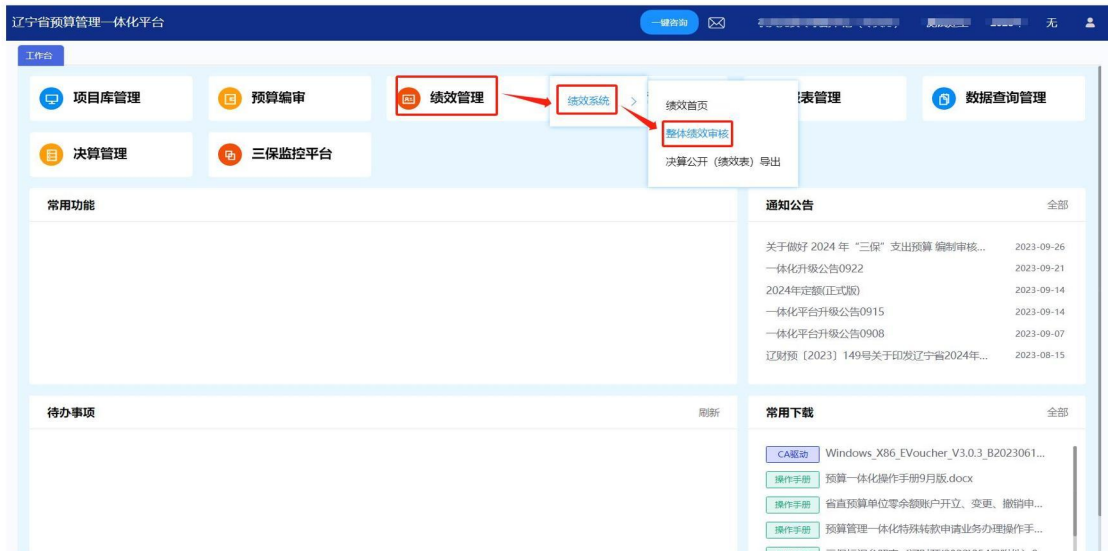 辽宁省预算管理一体化平台
一键咨询
无
工作台
项目库管理
预算编审
绩效管理
绩效系统 >
绩效首页
整体绩效审核
决算公开（绩效表）导出
表管理
数据查询管理
决算管理
三保监控平台
常用功能
通知公告 全部
关于做好 2024 年“三保”支出预算 编制审核... 2023-09-26
一体化升级公告0922 2023-09-21
2024年定额(正式版) 2023-09-14
一体化平台升级公告0915 2023-09-14
一体化平台升级公告0908 2023-09-07
辽财预〔2023〕149号关于印发辽宁省2024年... 2023-08-15
待办事项 刷新
常用下载 全部
CA驱动 Windows_X86_EVoucher_V3.0.3_B2023061...
操作手册 预算一体化操作手册9月版.docx
操作手册 省直预算单位零余额账户开立、变更、撤销申...
操作手册 预算管理一体化特殊转款申请业务办理操作手...